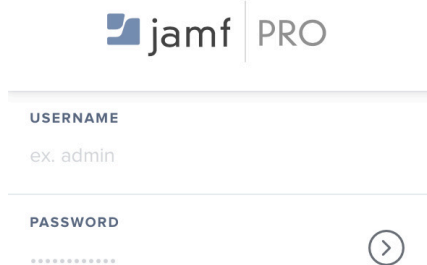 jamf PRO
USERNAME
ex. admin
PASSWORD
••••••••••••